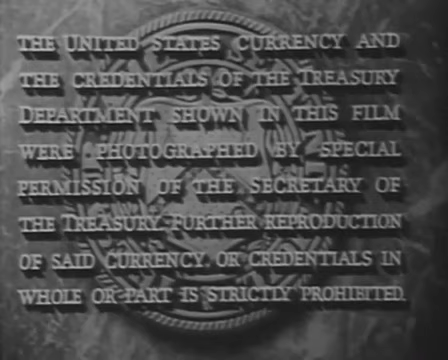 THE UNITED STATES CURRENCY AND
THE CREDENTIALS OF THE TREASURY
DEPARTMENT SHOWN IN THIS FILM
WERE PHOTOGRAPHED BY SPECIAL
PERMISSION OF THE SECRETARY OF
THE TREASURY. FURTHER REPRODUCTION
OF SAID CURRENCY OR CREDENTIALS IN
WHOLE OR PART IS STRICTLY PROHIBITED.